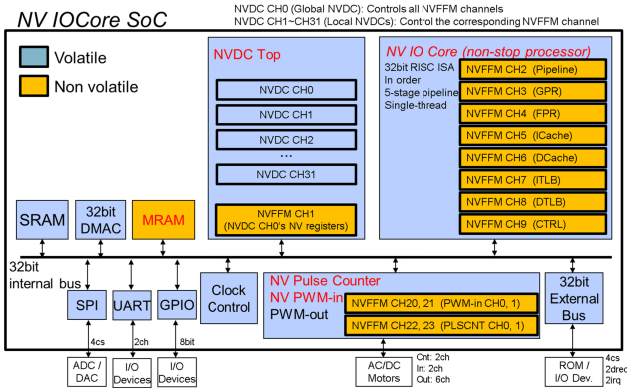 NV IOCore SoC
NVDC CH0 (Global NVDC): Controls all NVFFM channels
NVDC CH1~CH31 (Local NVDCs): Control the corresponding NVFFM channel
Volatile
Non volatile
NVDC Top
NVDC CH0
NVDC CH1
NVDC CH2
...
NVDC CH31
NVFFM CH1
(NVDC CH0's NV registers)
NV IO Core (non-stop processor)
32bit RISC ISA
In order
5-stage pipeline
Single-thread
NVFFM CH2 (Pipeline)
NVFFM CH3 (GPR)
NVFFM CH4 (FPR)
NVFFM CH5 (ICache)
NVFFM CH6 (DCache)
NVFFM CH7 (ITLB)
NVFFM CH8 (DTLB)
NVFFM CH9 (CTRL)
SRAM
32bit
DMAC
MRAM
32bit
internal bus
SPI
UART
GPIO
Clock
Control
NV Pulse Counter
NV PWM-in
PWM-out
NVFFM CH20, 21 (PWM-in CH0, 1)
NVFFM CH22, 23 (PLSCNT CH0, 1)
32bit
External
Bus
4cs
2ch
8bit
ADC /
DAC
I/O
Devices
I/O
Devices
AC/DC
Motors
Cnt: 2ch
In: 2ch
Out: 6ch
ROM /
I/O Dev.
4cs
2drec
2irq